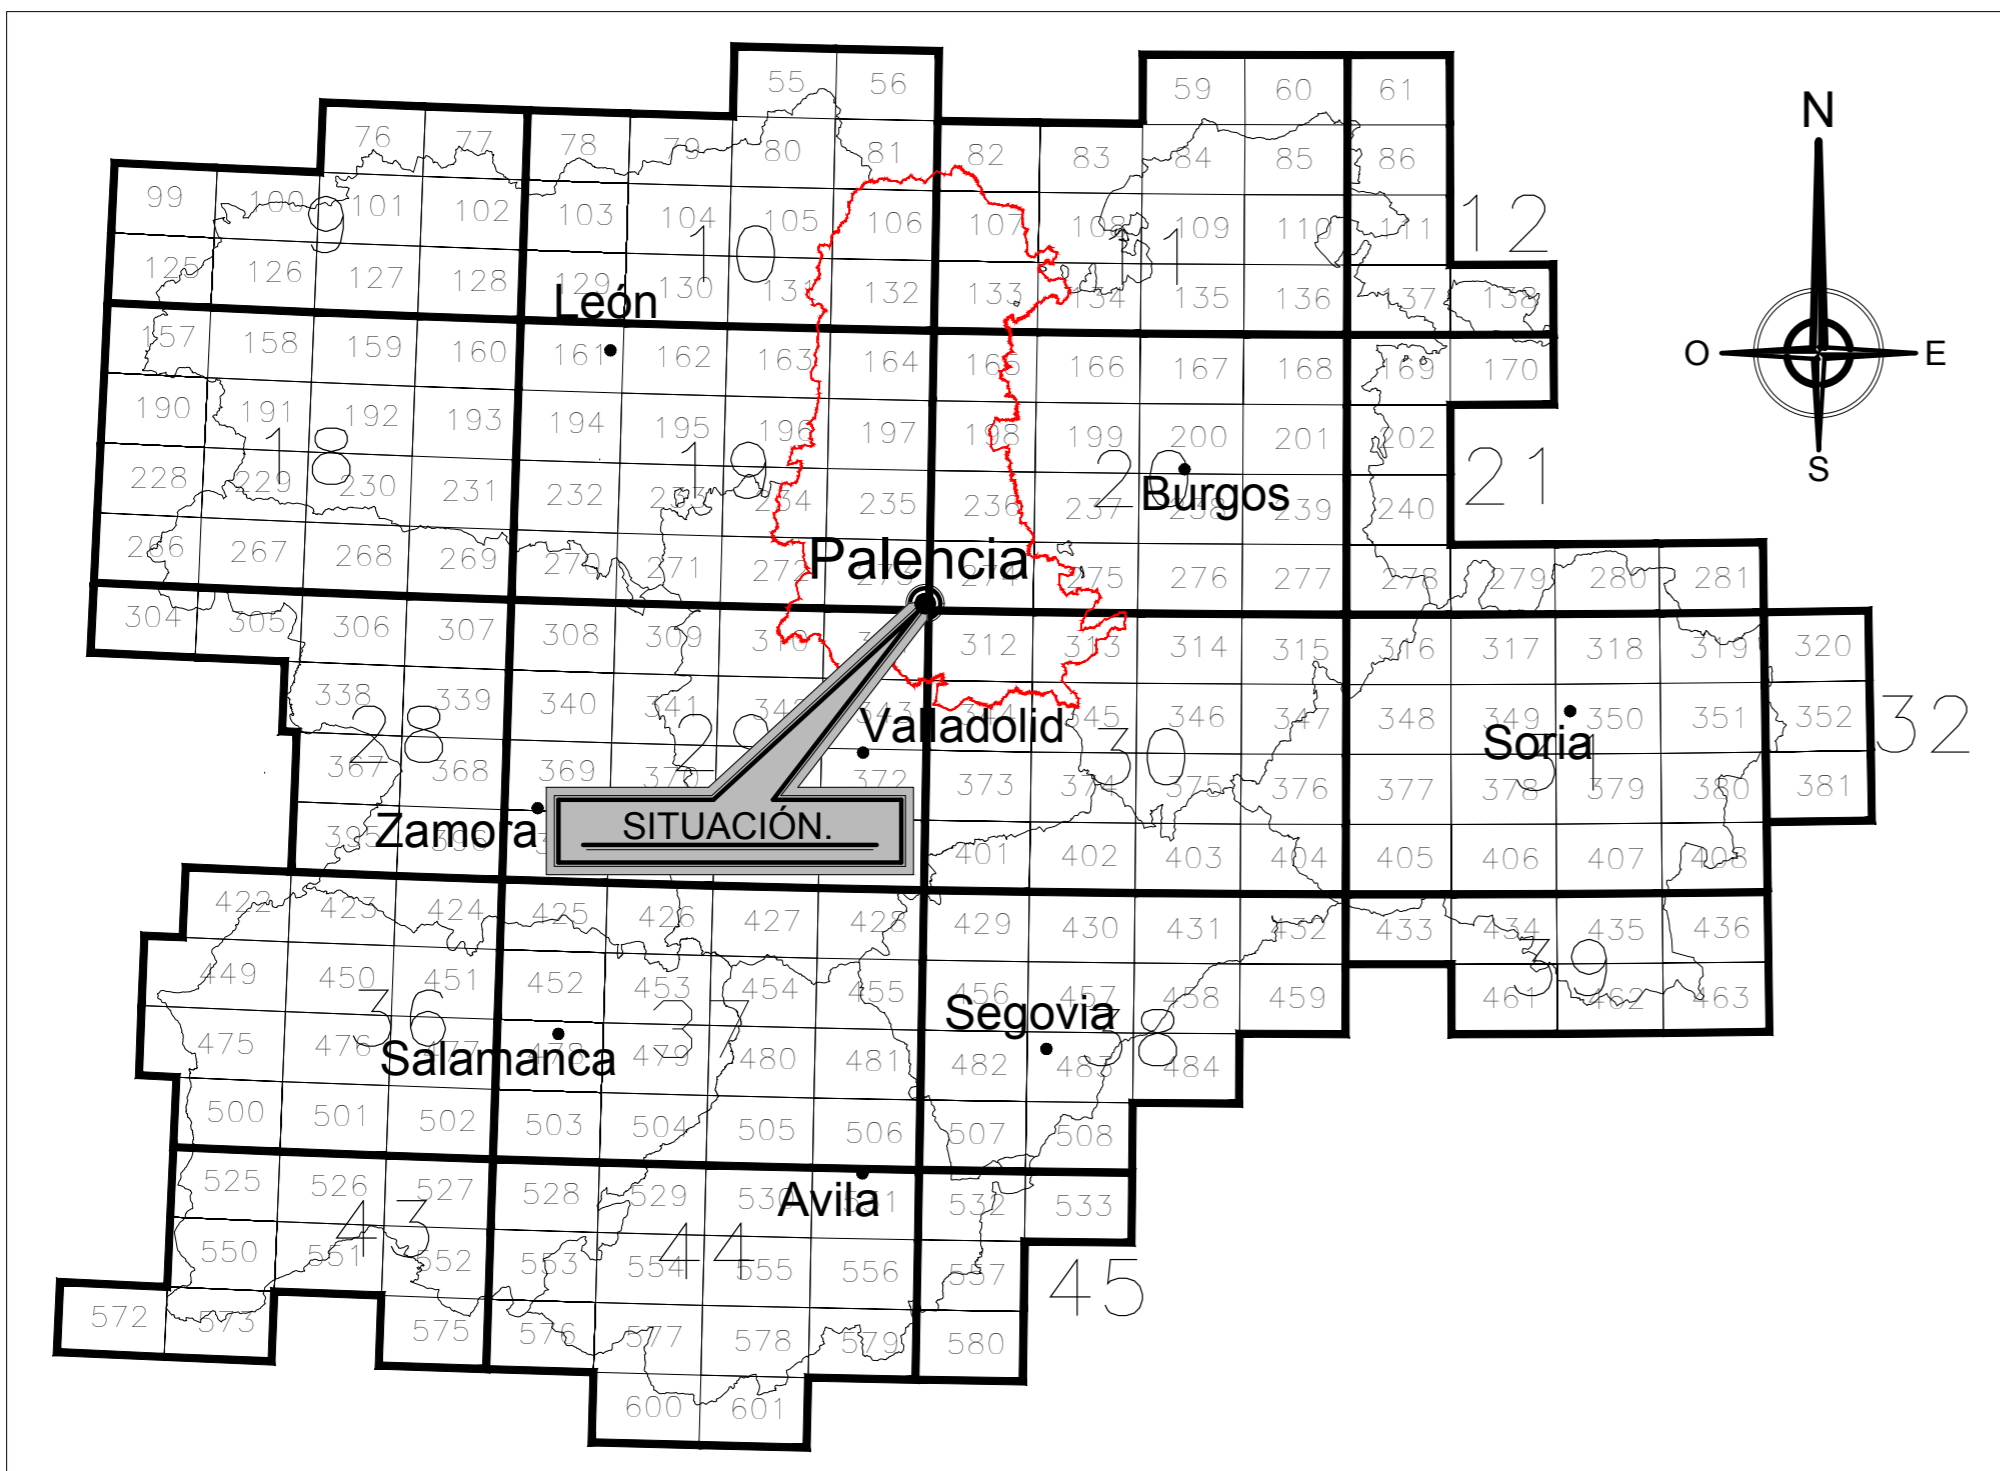 55 56 59 60 61
N
76 77 78 79 80 81 82 83 84 85 86
99 100 101 102 103 104 105 106 107 108 109 110 111
9 10 11 12
125 126 127 128 129 130 131 132 133 134 135 136 137 138
León
O E
S
157 158 159 160 161 162 163 164 165 166 167 168 169 170
190 191 192 193 194 195 196 197 198 199 200 201 202
18 19 20 21
228 229 230 231 232 233 234 235 236 237 238 239 240
Burgos
266 267 268 269 270 271 272 273 274 275 276 277 278 279 280 281
Palencia
304 305 306 307 308 309 310 312 313 314 315 316 317 318 319 320
338 339 340 341 342 343 344 345 346 347 348 349 350 351 352
28 30 31 32
Valladolid
Soria
367 368 369 370 372 373 374 375 376 377 378 379 380 381
Zamora
SITUACIÓN.
395 396 401 402 403 404 405 406 407 408
422 423 424 425 426 427 428 429 430 431 432 433 434 435 436
449 450 451 452 453 454 455 456 457 458 459 461 462 463
36 37 38 39
Segovia
Salamanca
475 476 477 478 479 480 481 482 483 484
500 501 502 503 504 505 506 507 508
525 526 527 528 529 530 531 532 533
Avila
43 44 45
550 551 552 553 554 555 556 557
572 573 575 576 577 578 579 580
600 601